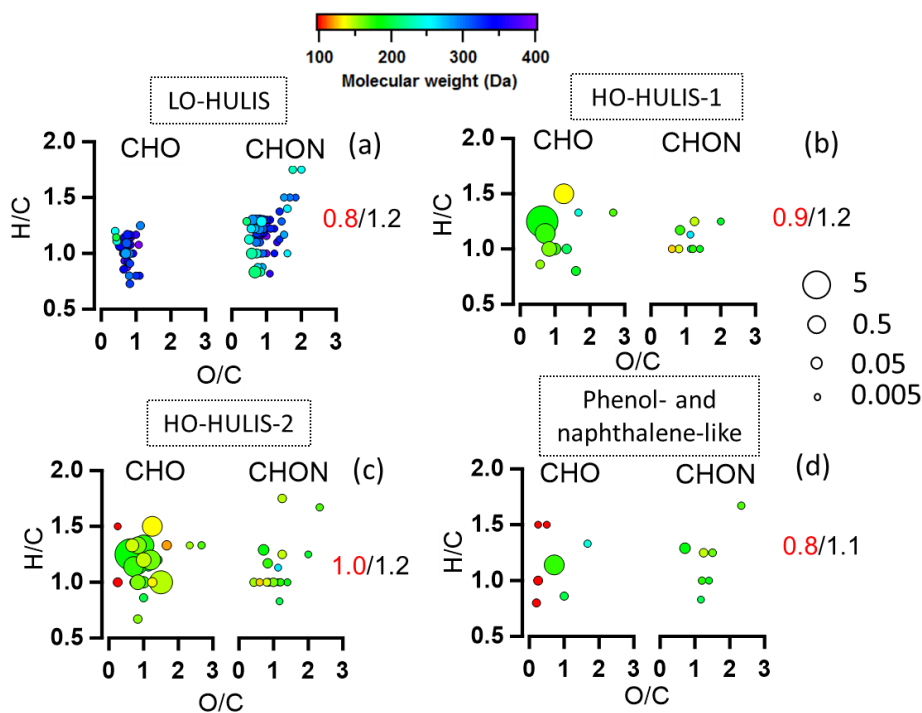 100 200 300 400
Molecular weight (Da)
LO-HULIS
HO-HULIS-1
CHO
CHON
(a)
2.0
1.5
1.0
0.5
H/C
0 1 2 3
0 1 2 3
O/C
0.8/1.2
CHO
CHON
(b)
2.0
1.5
1.0
0.5
H/C
0 1 2 3
0 1 2 3
O/C
0.9/1.2
5
0.5
0.05
0.005
HO-HULIS-2
Phenol- and
naphthalene-like
CHO
CHON
(c)
2.0
1.5
1.0
0.5
H/C
0 1 2 3
0 1 2 3
O/C
1.0/1.2
CHO
CHON
(d)
2.0
1.5
1.0
0.5
H/C
0 1 2 3
0 1 2 3
O/C
0.8/1.1